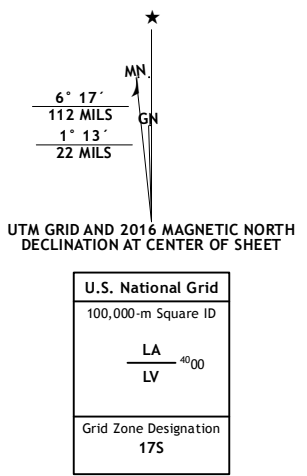 MN
6° 17´
112 MILS
GN
1° 13´
22 MILS
UTM GRID AND 2016 MAGNETIC NORTH
DECLINATION AT CENTER OF SHEET
U.S. National Grid
100,000-m Square ID
LA
4000
LV
Grid Zone Designation
17S